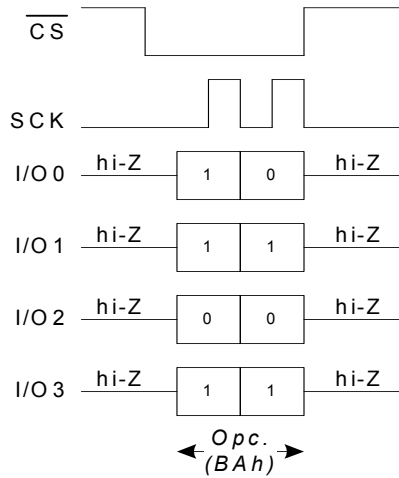 CS
SCK
I/O 0 hi-Z 1 0 hi-Z
I/O 1 hi-Z 1 1 hi-Z
I/O 2 hi-Z 0 0 hi-Z
I/O 3 hi-Z 1 1 hi-Z
Opc.
(BAh)